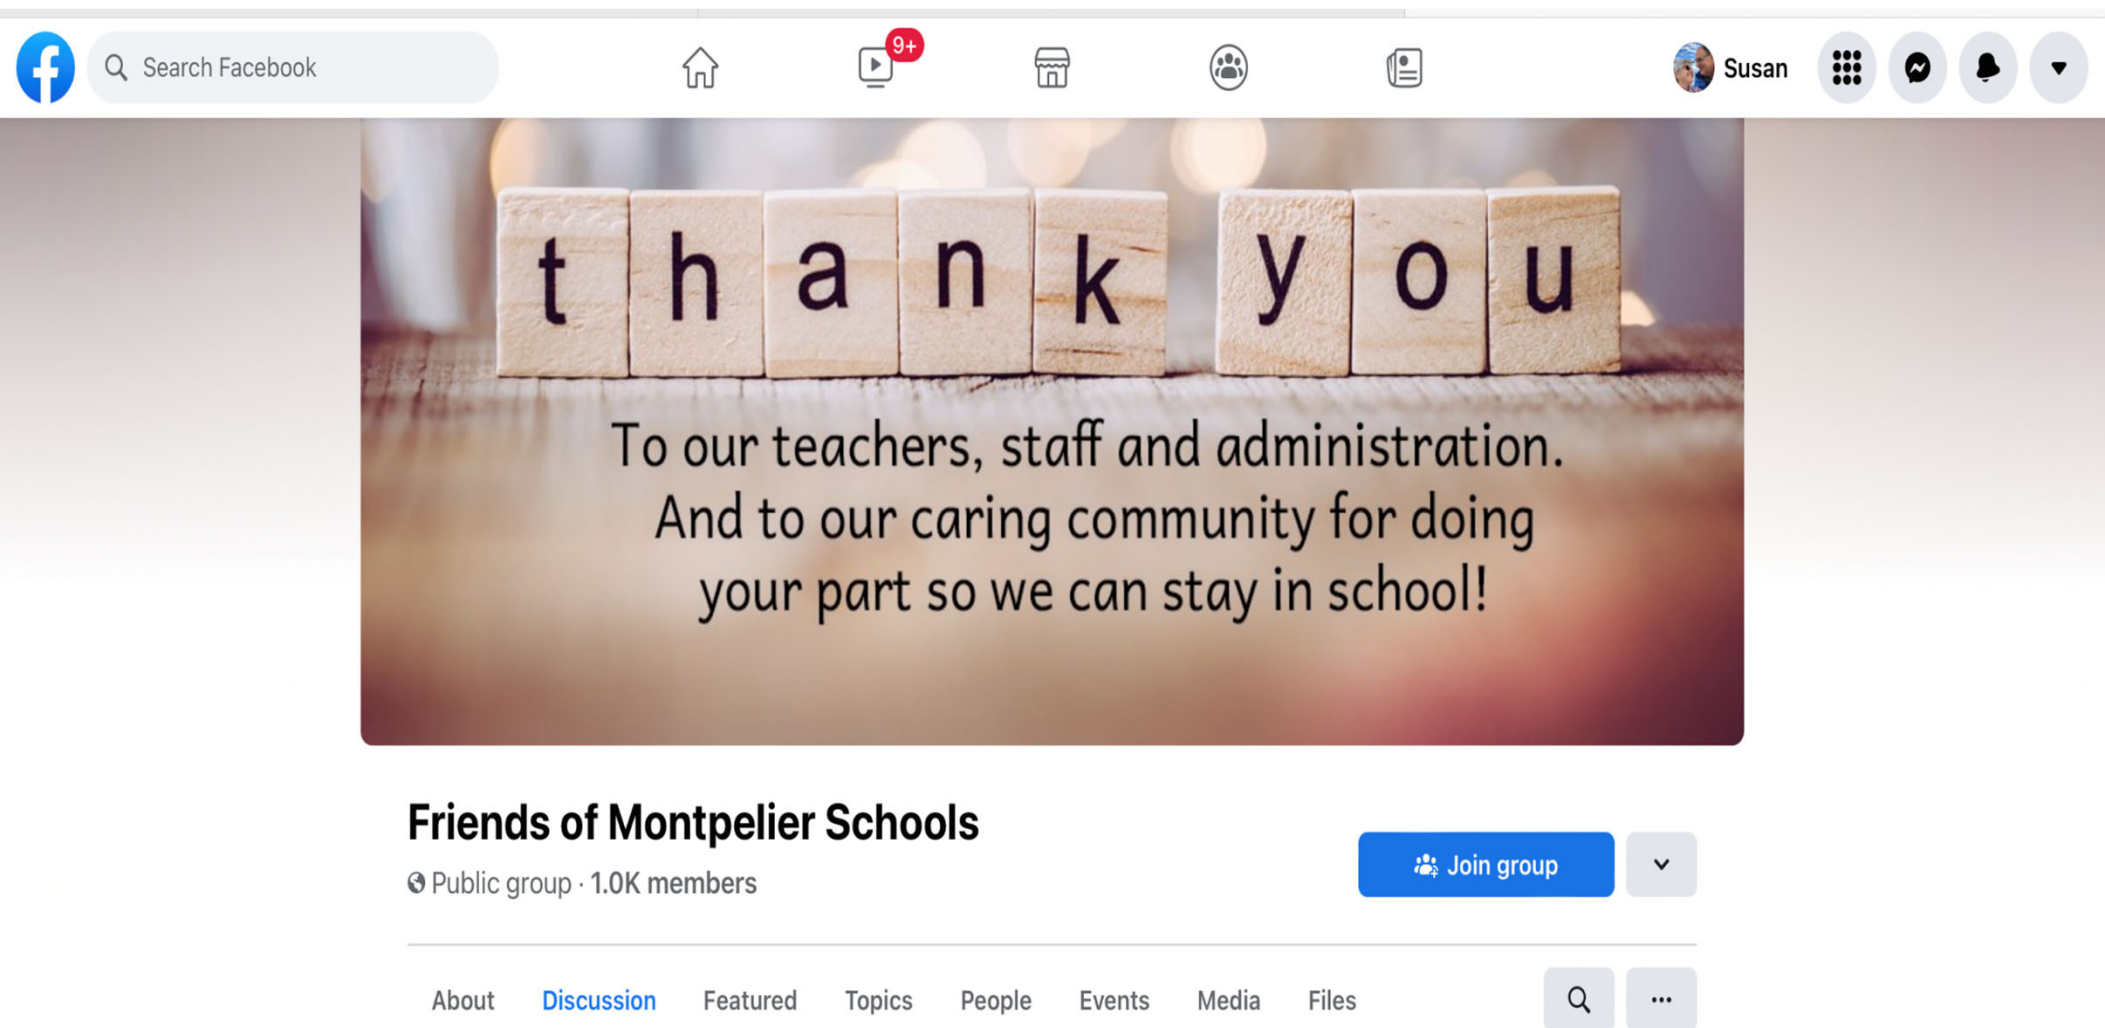 Search Facebook
9+
Susan
thank you
To our teachers, staff and administration.
And to our caring community for doing
your part so we can stay in school!
Friends of Montpelier Schools
Public group · 1.0K members
Join group
About Discussion Featured Topics People Events Media Files